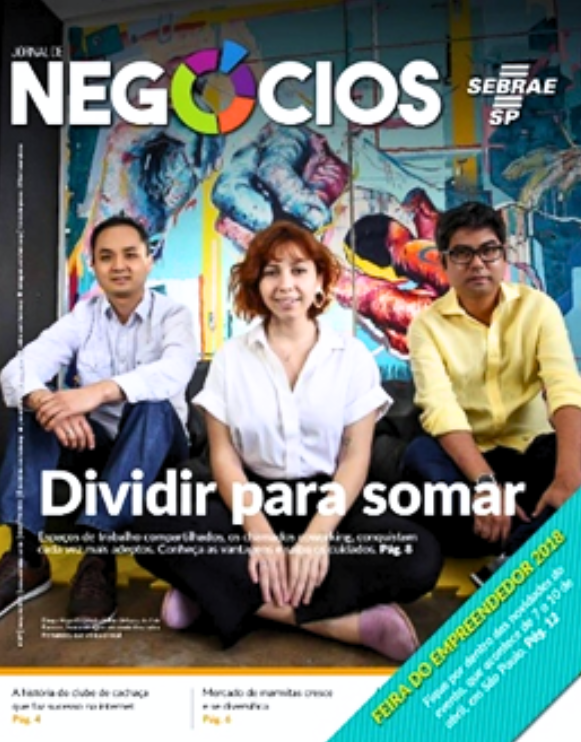 JORNAL DE
NEGÓCIOS
SEBRAE
SP
Dividir para somar
Espaços de trabalho compartilhados, os chamados coworking, conquistam
cada vez mais adeptos. Conheça as vantagens e saiba os cuidados. Pág. 8
FEIRA DO EMPREENDEDOR 2018
Fique por dentro das novidades do
evento, que acontece de 7 a 10 de
abril, em São Paulo. Pág. 12
A história do clube de cachaça
que faz sucesso na internet
Pág. 4
Mercado de marmitas cresce
e se diversifica
Pág. 6